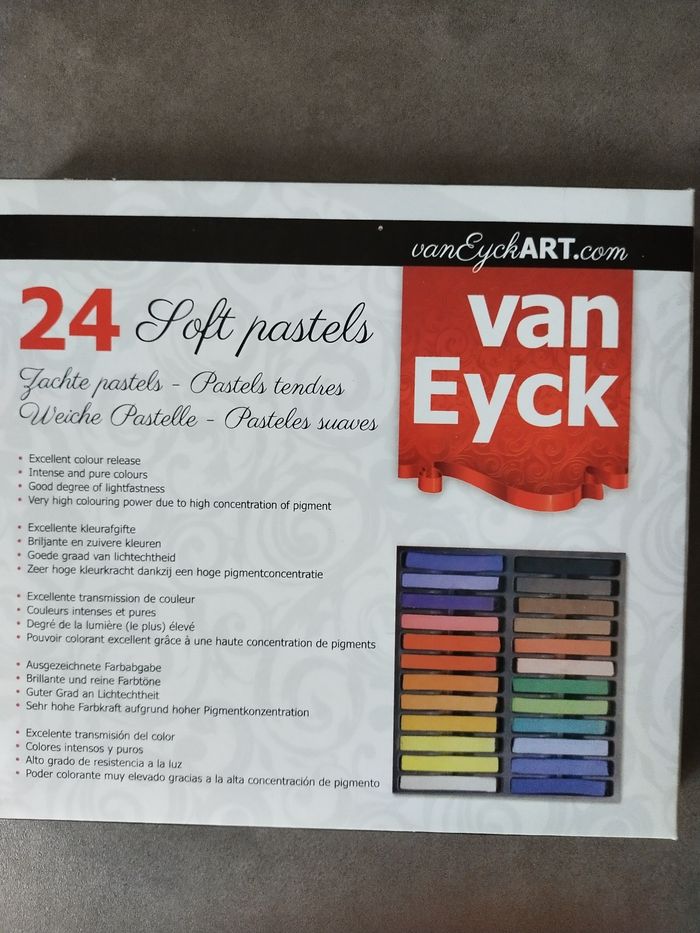 vanEyckART.com
24 Soft pastels
Zachte pastels - Pastels tendres
Weiche Pastelle - Pasteles suaves
van
Eyck
• Excellent colour release
• Intense and pure colours
• Good degree of lightfastness
• Very high colouring power due to high concentration of pigment
• Excellente kleurafgifte
• Briljante en zuivere kleuren
• Goede graad van lichtechtheid
• Zeer hoge kleurkracht dankzij een hoge pigmentconcentratie
• Excellente transmission de couleur
• Couleurs intenses et pures
• Degré de la lumière (le plus) élevé
• Pouvoir colorant excellent grâce à une haute concentration de pigments
• Ausgezeichnete Farbabgabe
• Brillante und reine Farbtöne
• Guter Grad an Lichtechtheit
• Sehr hohe Farbkraft aufgrund hoher Pigmentkonzentration
• Excelente transmisión del color
• Colores intensos y puros
• Alto grado de resistencia a la luz
• Poder colorante muy elevado gracias a la alta concentración de pigmento